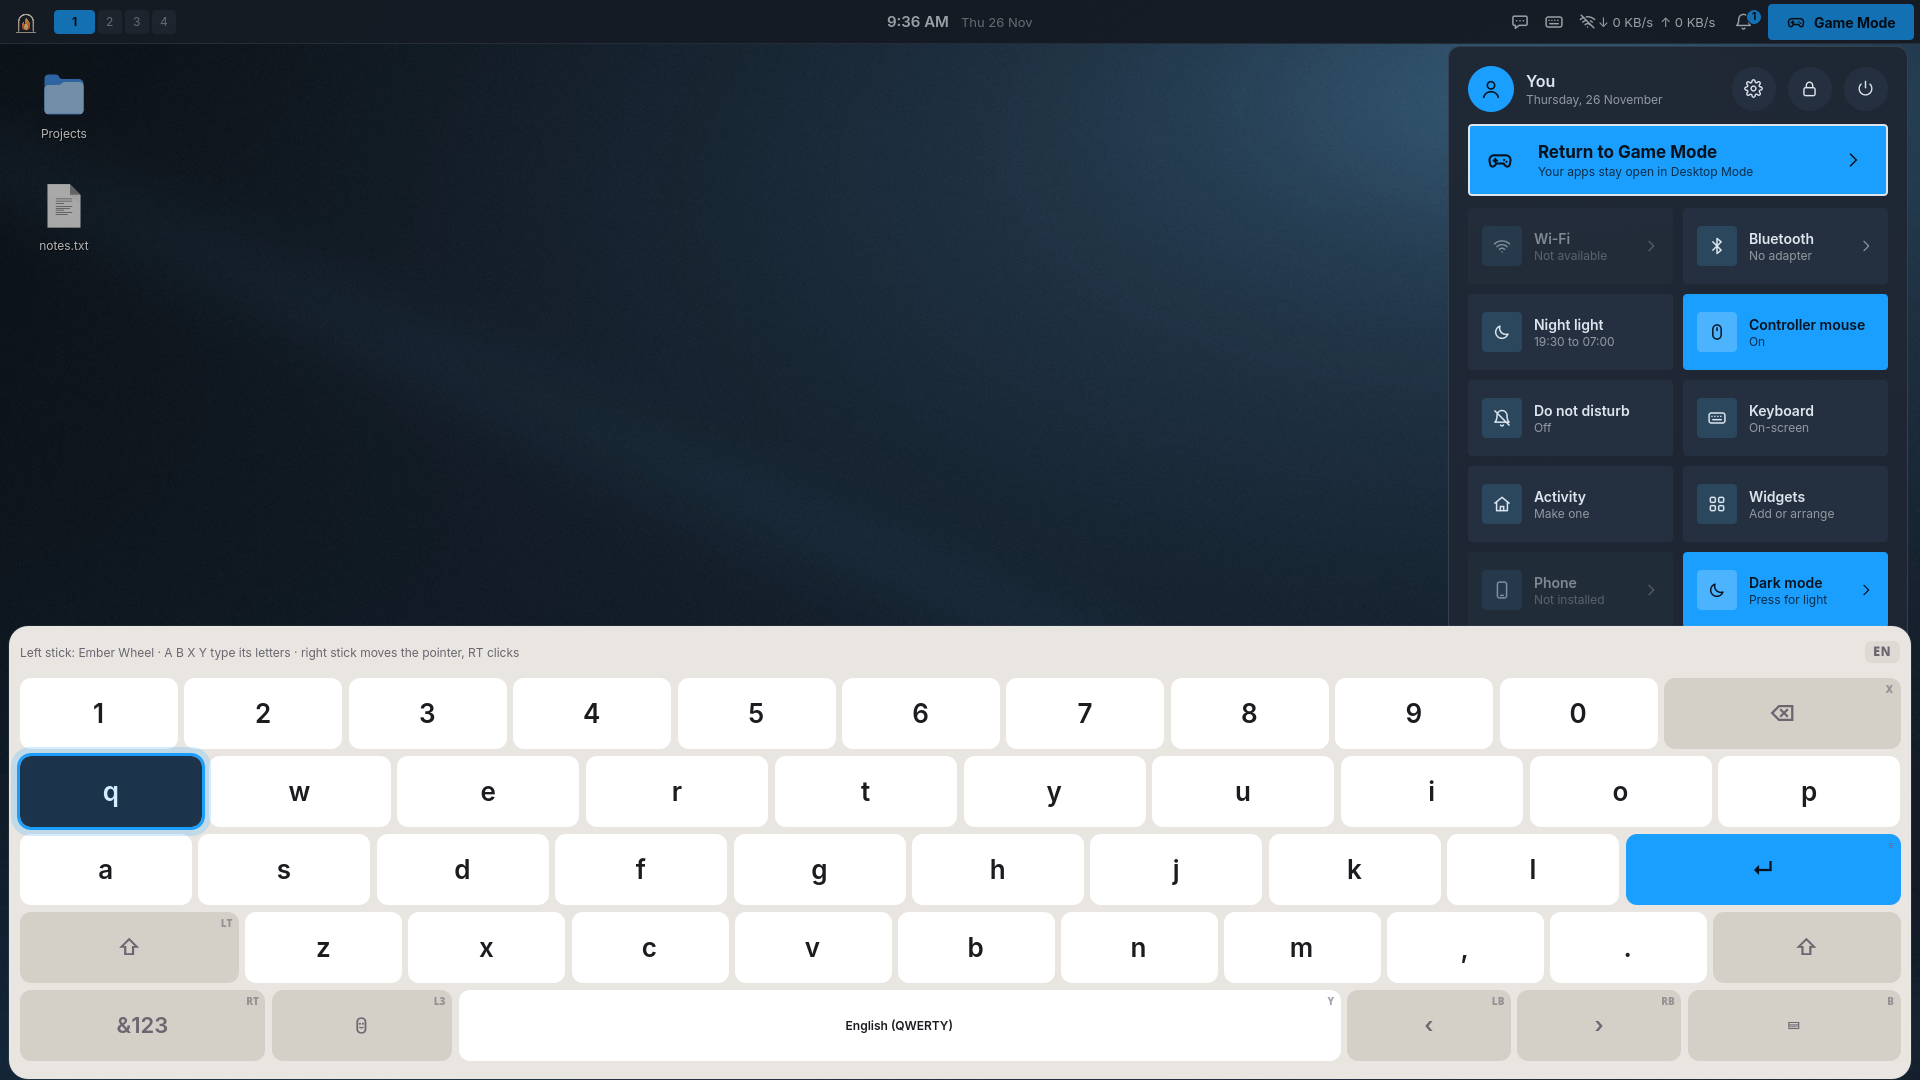 1 2 3 4
9:36 AM Thu 26 Nov
↓ 0 KB/s ↑ 0 KB/s
1
Game Mode
Projects
notes.txt
You
Thursday, 26 November
Return to Game Mode
Your apps stay open in Desktop Mode
Wi-Fi
Not available
Bluetooth
No adapter
Night light
19:30 to 07:00
Controller mouse
On
Do not disturb
Off
Keyboard
On-screen
Activity
Make one
Widgets
Add or arrange
Phone
Not installed
Dark mode
Press for light
Left stick: Ember Wheel · A B X Y type its letters · right stick moves the pointer, RT clicks
EN
1 2 3 4 5 6 7 8 9 0 X
q w e r t y u i o p
a s d f g h j k l
LT z x c v b n m , .
&123 RT L3 English (QWERTY) Y ‹ LB › RB B